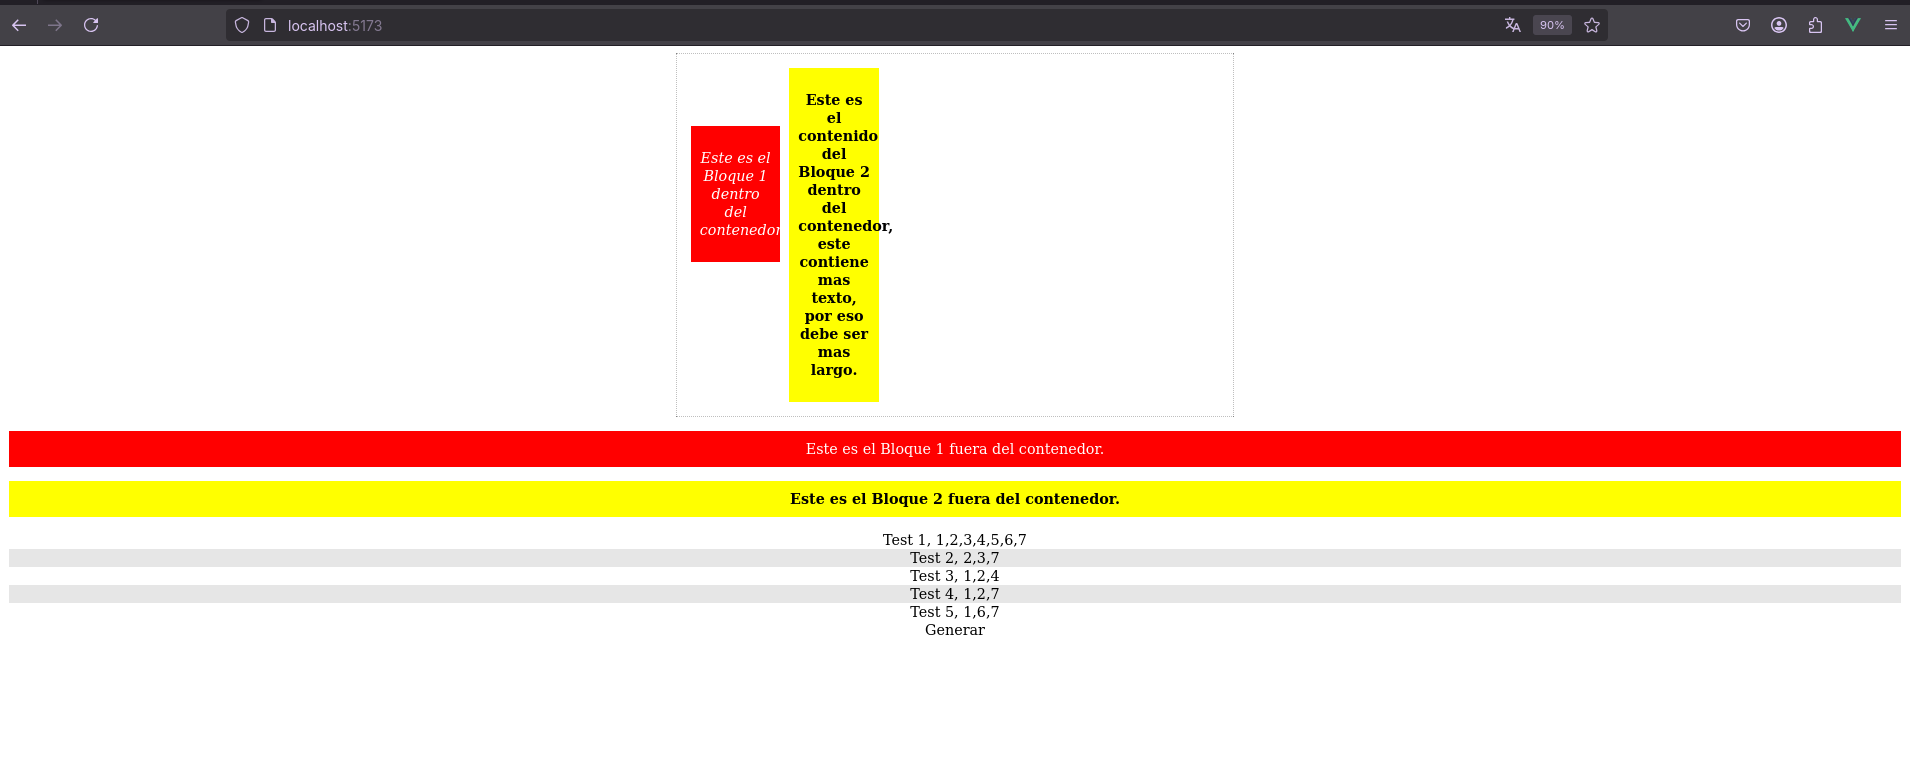 localhost:5173
90%
Este es el
Bloque 1
dentro
del
contenedor
Este es
el
contenido
del
Bloque 2
dentro
del
contenedor,
este
contiene
mas
texto,
por eso
debe ser
mas
largo.
Este es el Bloque 1 fuera del contenedor.
Este es el Bloque 2 fuera del contenedor.
Test 1, 1,2,3,4,5,6,7
Test 2, 2,3,7
Test 3, 1,2,4
Test 4, 1,2,7
Test 5, 1,6,7
Generar